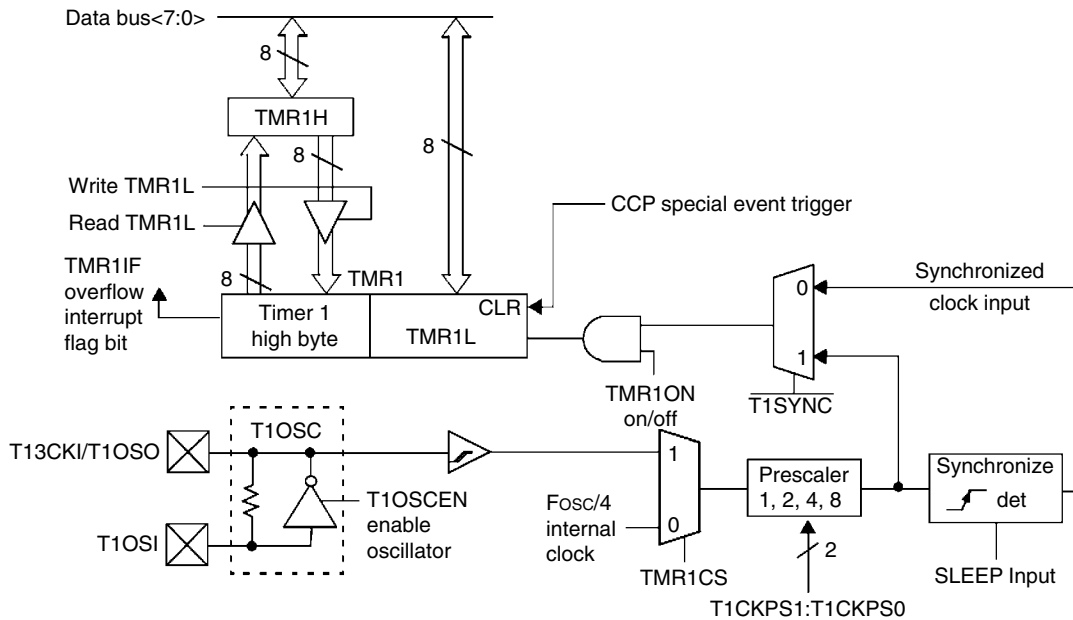 Data bus<7:0>
8
TMR1H
8
8
Write TMR1L
Read TMR1L
CCP special event trigger
8
TMR1
TMR1IF
overflow
interrupt
flag bit
Timer 1
high byte
CLR
TMR1L
0
1
Synchronized
clock input
TMR1ON
on/off
T1SYNC
T13CKI/T1OSO
T1OSC
T1OSCEN
enable
oscillator
T1OSI
FOSC/4
internal
clock
1
0
TMR1CS
Prescaler
1, 2, 4, 8
2
T1CKPS1:T1CKPS0
Synchronize
det
SLEEP Input